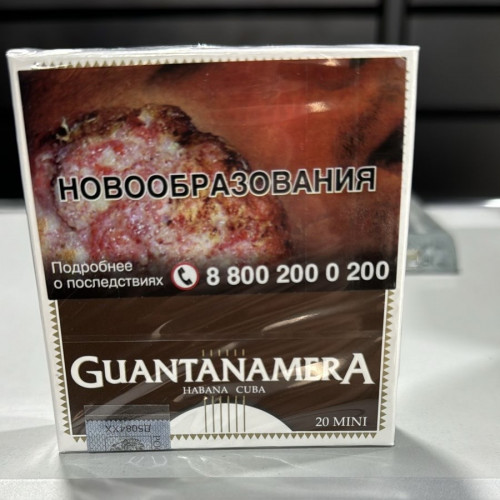 НОВООБРАЗОВАНИЯ
Подробнее
о последствиях
8 800 200 0 200
GUANTANAMERA
HABANA CUBA
20 MINI